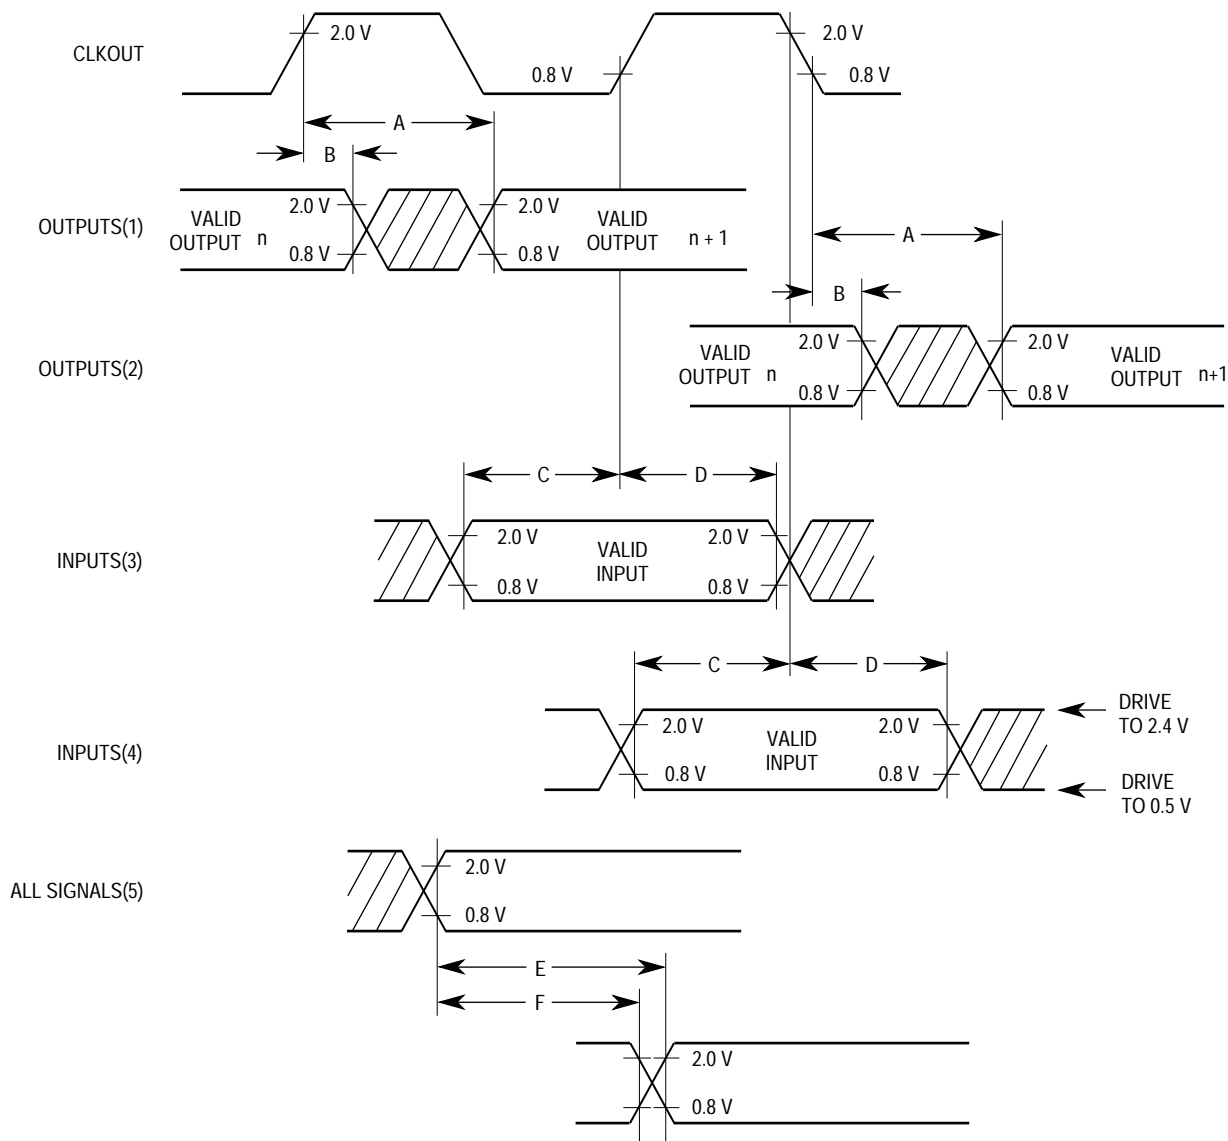 CLKOUT
2.0 V
0.8 V
2.0 V
0.8 V
A
B
OUTPUTS(1)
VALID
OUTPUT n
2.0 V
0.8 V
2.0 V
0.8 V
VALID
OUTPUT n + 1
A
B
OUTPUTS(2)
VALID
OUTPUT n
2.0 V
0.8 V
2.0 V
0.8 V
VALID
OUTPUT n+1
C
D
INPUTS(3)
2.0 V
0.8 V
VALID
INPUT
2.0 V
0.8 V
C
D
INPUTS(4)
2.0 V
0.8 V
VALID
INPUT
2.0 V
0.8 V
DRIVE
TO 2.4 V
DRIVE
TO 0.5 V
ALL SIGNALS(5)
2.0 V
0.8 V
E
F
2.0 V
0.8 V